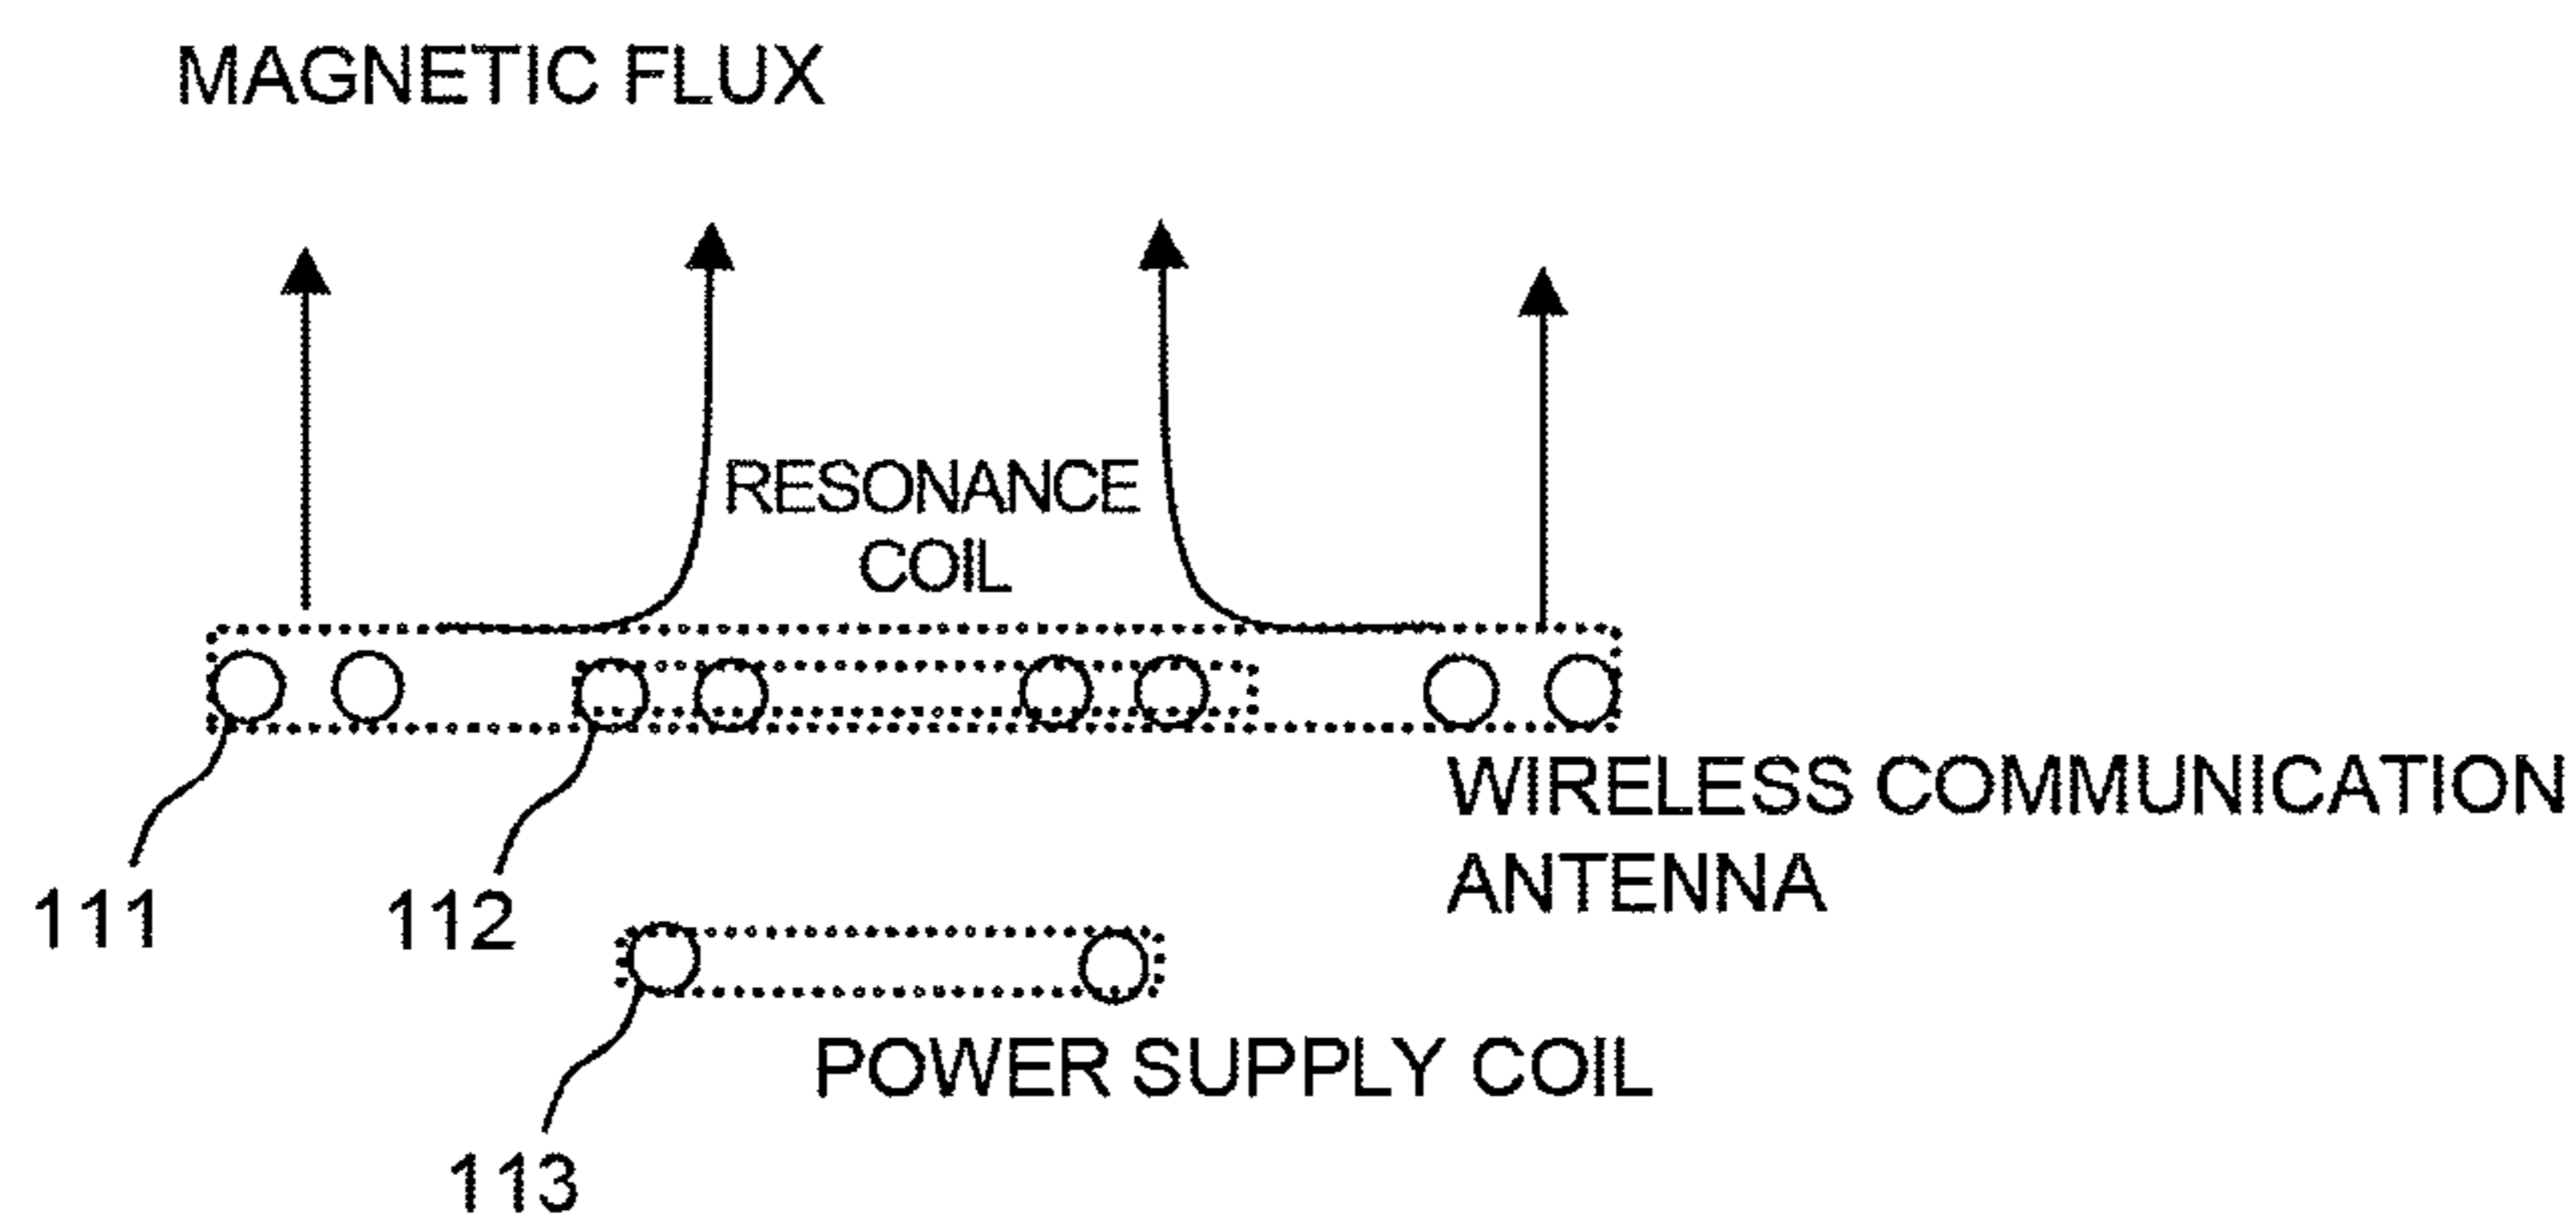 MAGNETIC FLUX
RESONANCE
COIL
WIRELESS COMMUNICATION
ANTENNA
111
112
POWER SUPPLY COIL
113